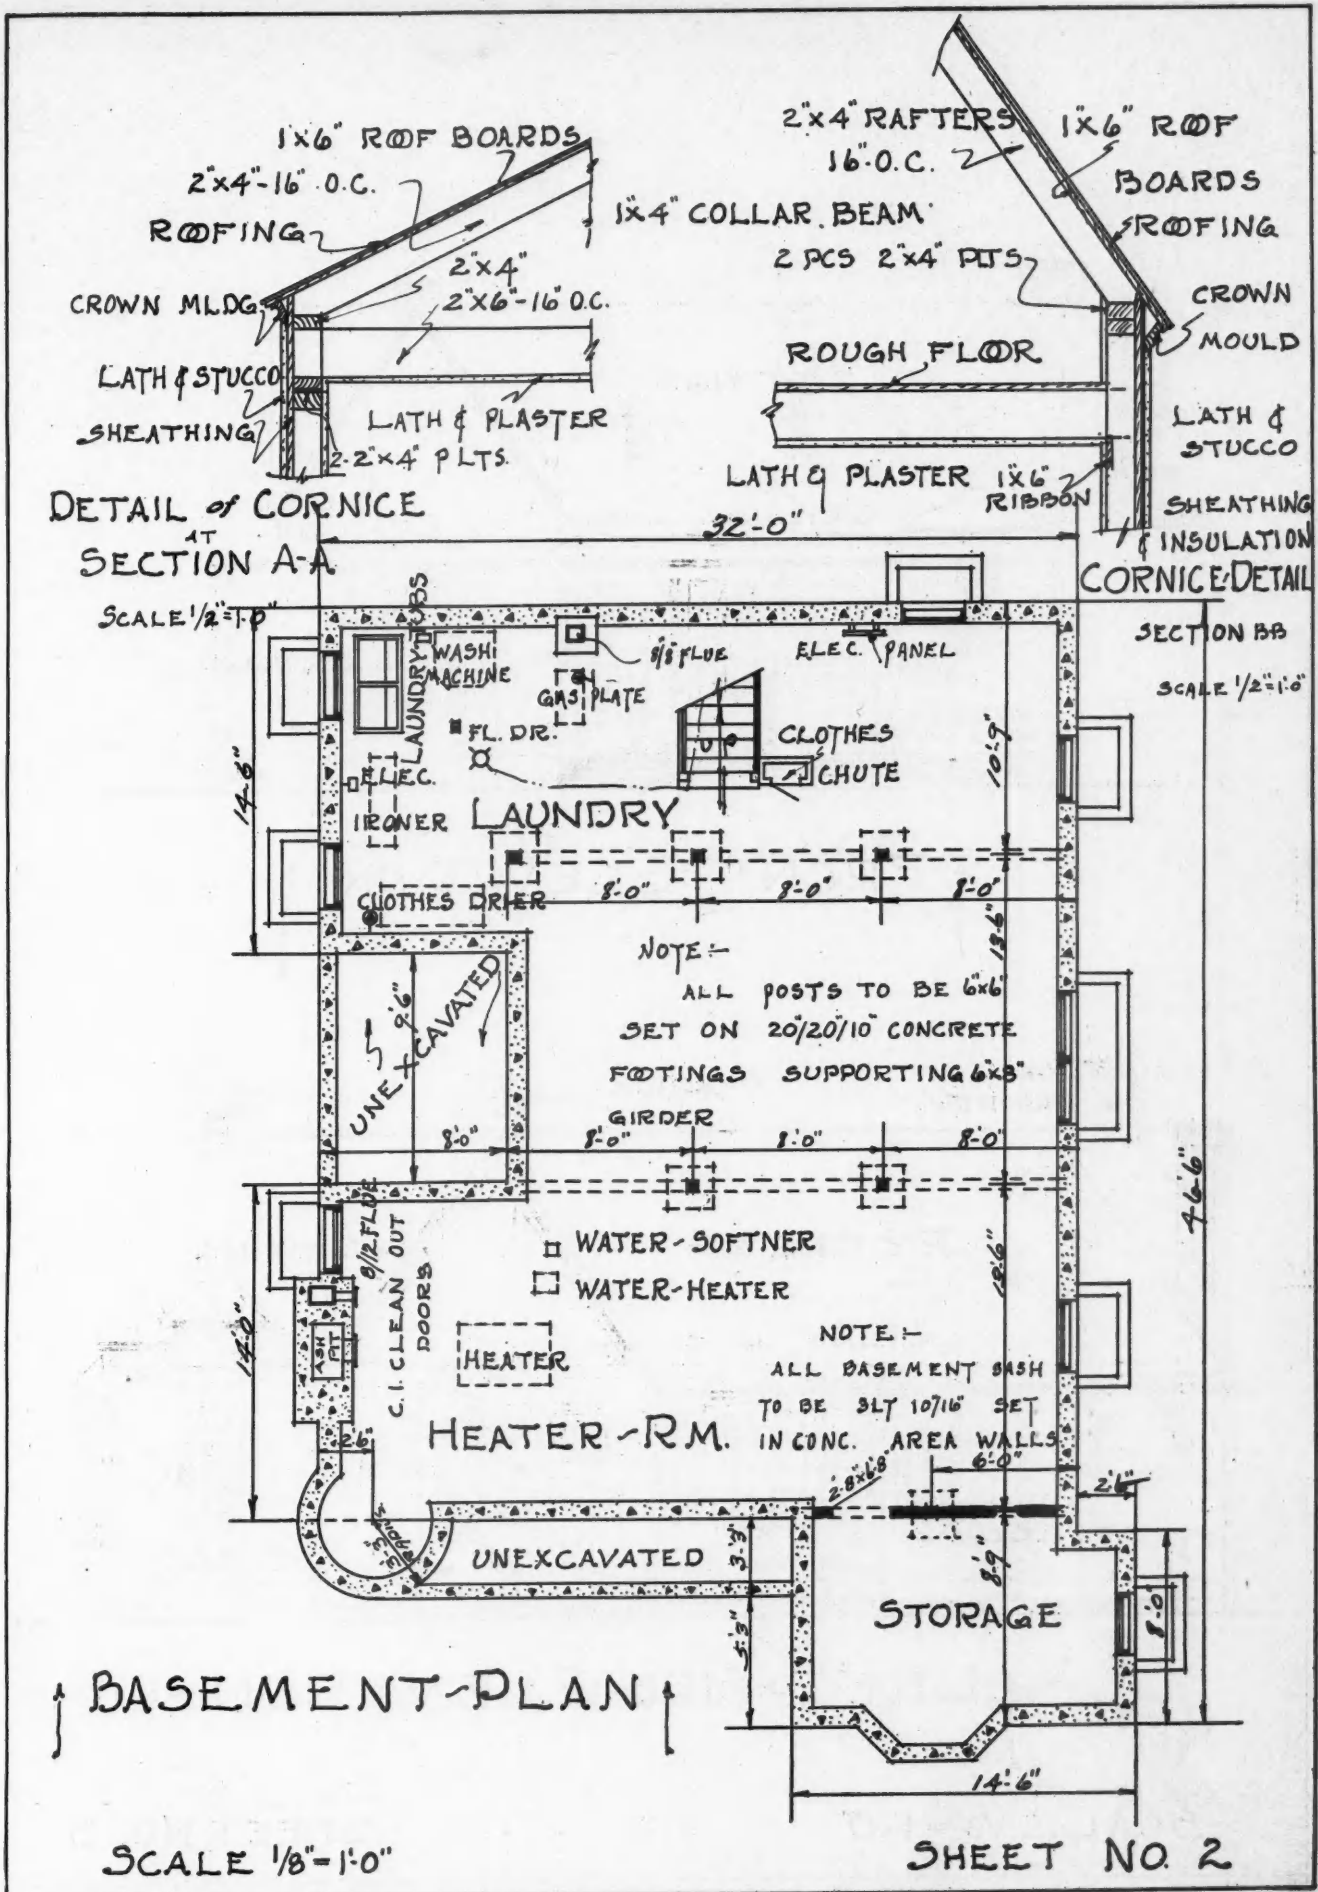 1"x6" ROOF BOARDS
2"x4"-16" O.C.
ROOFING
CROWN MLDG.
LATH & STUCCO
SHEATHING
2"x4"
2"x6"-16" O.C.
LATH & PLASTER
2-2"x4" PLTS.
DETAIL of CORNICE
AT
SECTION A-A
SCALE 1/2"=1'-0"
2"x4" RAFTERS
16" O.C.
1"x6" ROOF
BOARDS
ROOFING
1"x4" COLLAR BEAM
2 PCS 2"x4" PLTS
CROWN
MOULD
ROUGH FLOOR
LATH &
STUCCO
LATH & PLASTER
1"x6"
RIBBON
SHEATHING
& INSULATION
CORNICE DETAIL
SECTION BB
SCALE 1/2"=1'-0"
32'-0"
LAUNDRY TUBS
WASH
MACHINE
8/8 FLUE
GAS PLATE
ELEC. PANEL
FL. DR.
CLOTHES
CHUTE
ELEC.
IRONER
LAUNDRY
14'-6"
10'-9"
CLOTHES DRIER
8'-0"
8'-0"
8'-0"
13'-6"
NOTE:-
ALL POSTS TO BE 6"x6"
SET ON 20"/20"/10" CONCRETE
FOOTINGS SUPPORTING 6"x8"
GIRDER
UNEXCAVATED
9'-6"
8'-0"
8'-0"
8'-0"
8'-0"
46'-6"
8/12 FLUE
C.I. CLEAN OUT
DOORS
WATER-SOFTNER
WATER-HEATER
ASH
PIT
HEATER
14'-0"
NOTE:-
ALL BASEMENT SASH
TO BE 3LT 10"/16" SET
IN CONC. AREA WALLS
HEATER-RM.
2'-6"
2'-8"x6'-8"
6'-0"
2'-6"
UNEXCAVATED
3'-3"
8'-9"
STORAGE
8'-0"
5'-3"
BASEMENT-PLAN
14'-6"
SCALE 1/8"=1'-0"
SHEET NO. 2